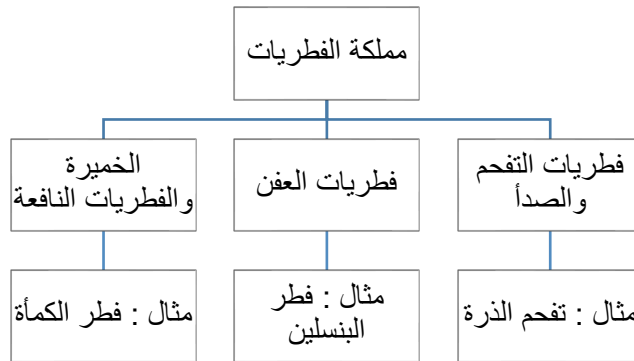 مملكة الفطريات
فطريات التفحم
والصدأ
فطريات العفن
الخميرة
والفطريات النافعة
مثال : تفحم الذرة
مثال : فطر
البنسلين
مثال : فطر الكمأة